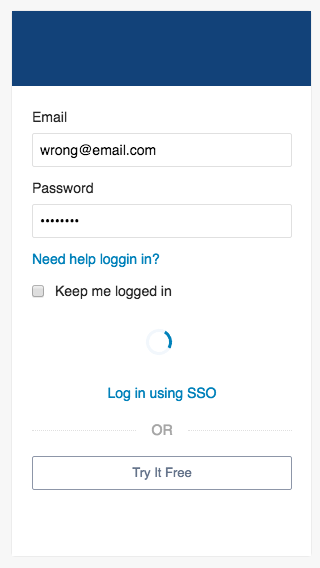 Email
wrong@email.com
Password
••••••••
Need help loggin in?
Keep me logged in
Log in using SSO
OR
Try It Free